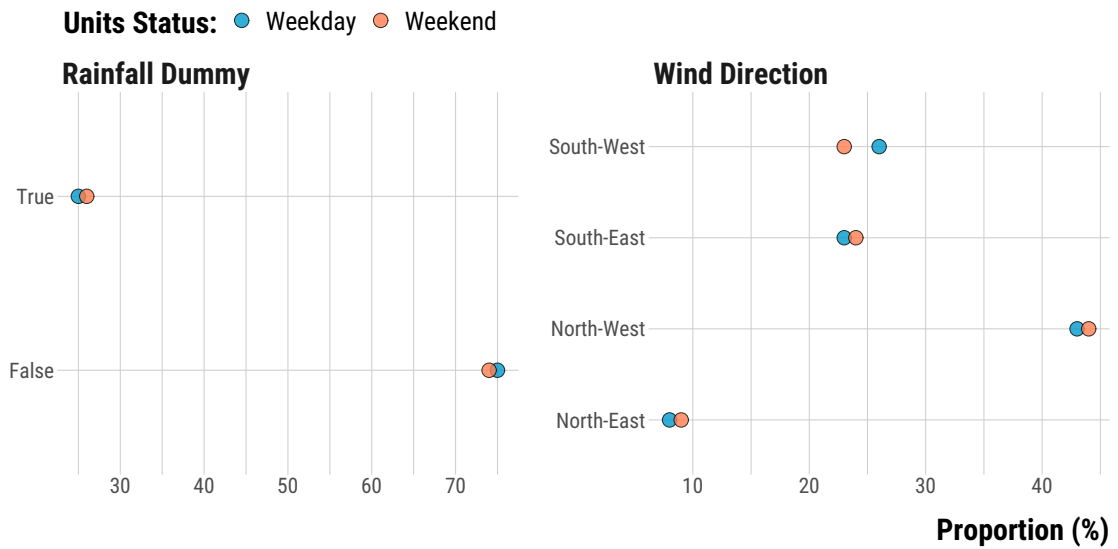 Units Status: Weekday Weekend
Rainfall Dummy
True
False
30 40 50 60 70
Wind Direction
South-West
South-East
North-West
North-East
10 20 30 40
Proportion (%)